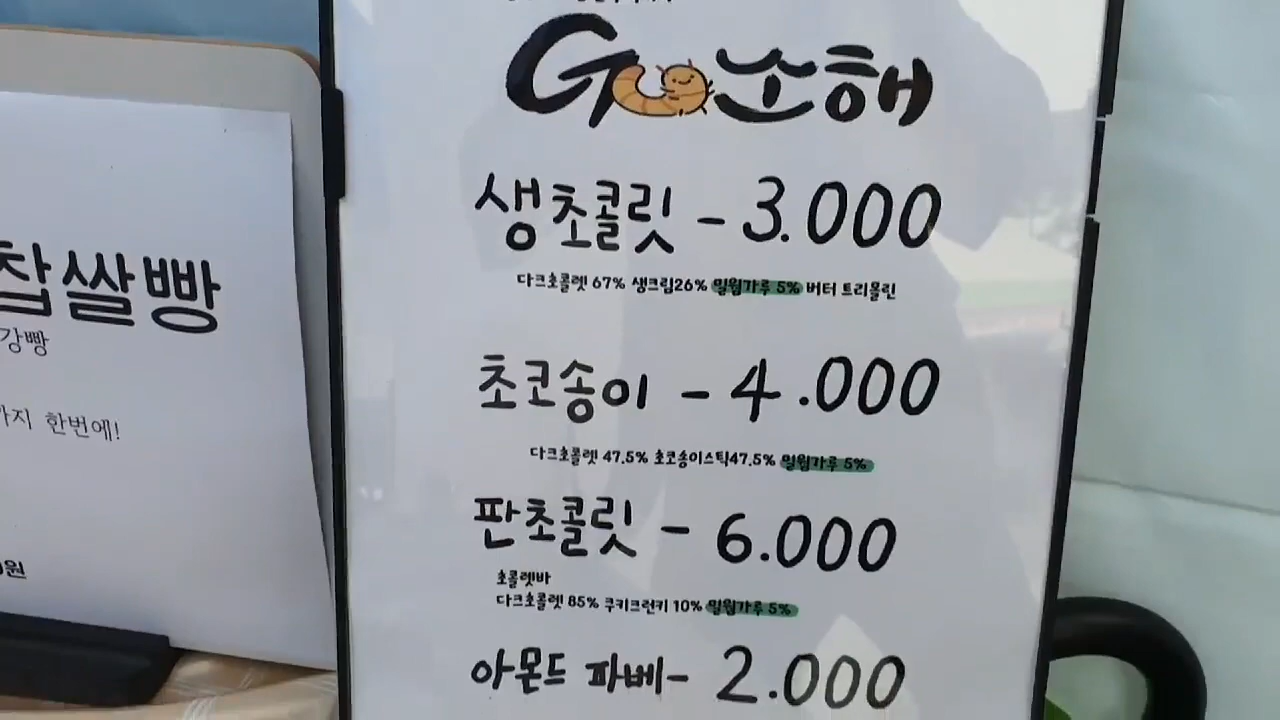 GO소해
생초콜릿 - 3.000
다크초콜렛 67% 생크림26% 밀웜가루 5% 버터 트리몰린
초코송이 - 4.000
다크초콜렛 47.5% 초코송이스틱47.5% 밀웜가루 5%
판초콜릿 - 6.000
초콜렛바
다크초콜렛 85% 쿠키크런키 10% 밀웜가루 5%
아몬드 파베- 2.000
찹쌀빵
강빵
까지 한번에!
원